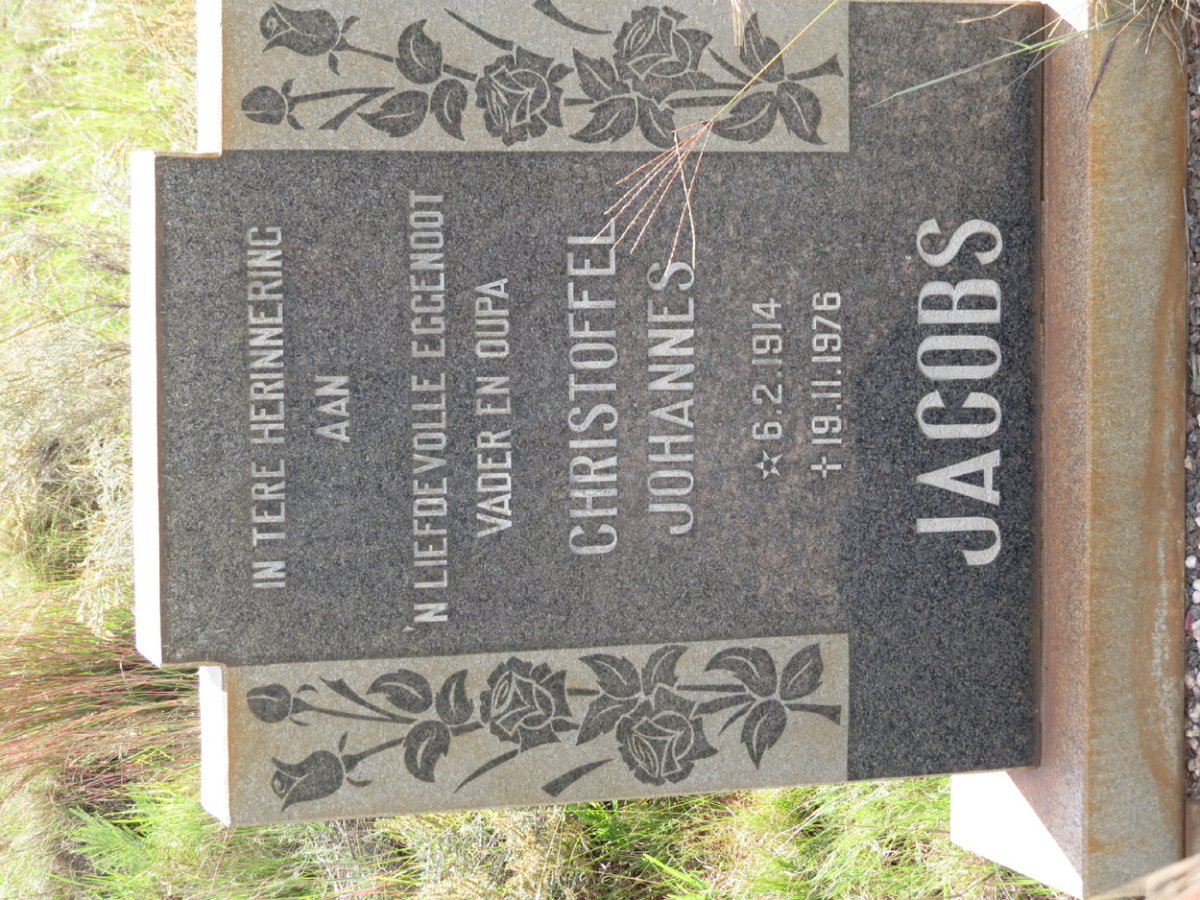 IN TERE HERINNERING
AAN
'N LIEFDEVOLLE EGGENOOT
VADER EN OUPA
CHRISTOFFEL
JOHANNES
6.2.1914
19.11.1976
JACOBS